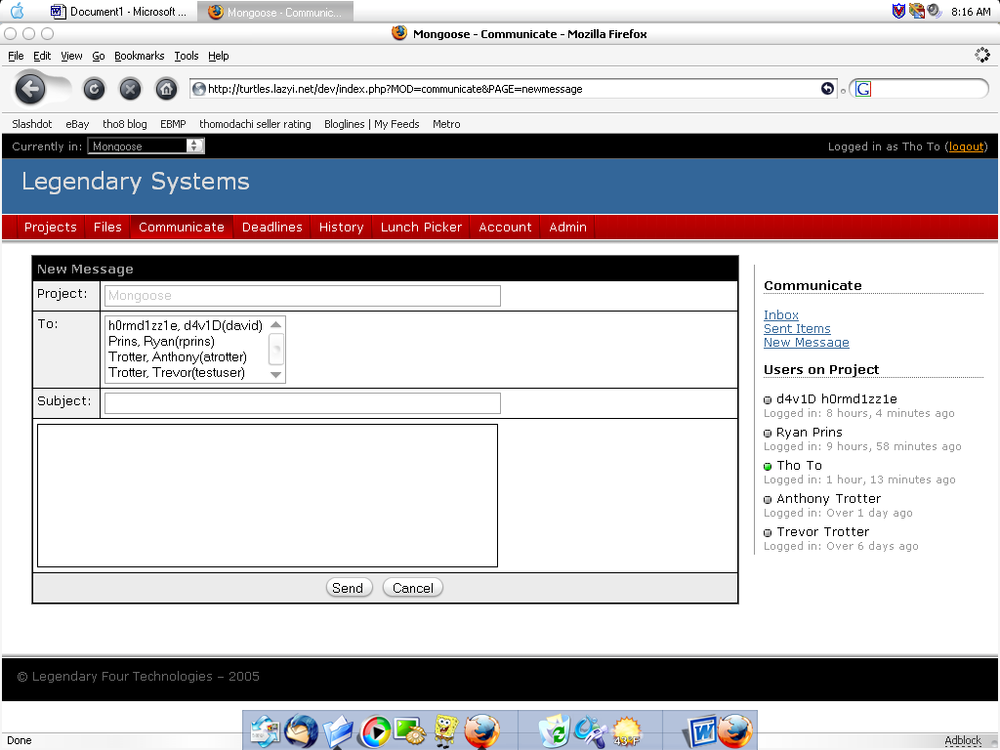 Document1 - Microsoft ... Mongoose - Communic... 8:16 AM
Mongoose - Communicate - Mozilla Firefox
File Edit View Go Bookmarks Tools Help
http://turtles.lazyi.net/dev/index.php?MOD=communicate&PAGE=newmessage G
Slashdot eBay tho8 blog EBMP thomodachi seller rating Bloglines | My Feeds Metro
Currently in: Mongoose Logged in as Tho To (logout)
Legendary Systems
Projects Files Communicate Deadlines History Lunch Picker Account Admin
New Message
Project: Mongoose
To:
h0rmd1zz1e, d4v1D(david)
Prins, Ryan(rprins)
Trotter, Anthony(atrotter)
Trotter, Trevor(testuser)
Subject:
Send Cancel
Communicate
Inbox
Sent Items
New Message
Users on Project
d4v1D h0rmd1zz1e
Logged in: 8 hours, 4 minutes ago
Ryan Prins
Logged in: 9 hours, 58 minutes ago
Tho To
Logged in: 1 hour, 13 minutes ago
Anthony Trotter
Logged in: Over 1 day ago
Trevor Trotter
Logged in: Over 6 days ago
© Legendary Four Technologies – 2005
43°F
Done Adblock